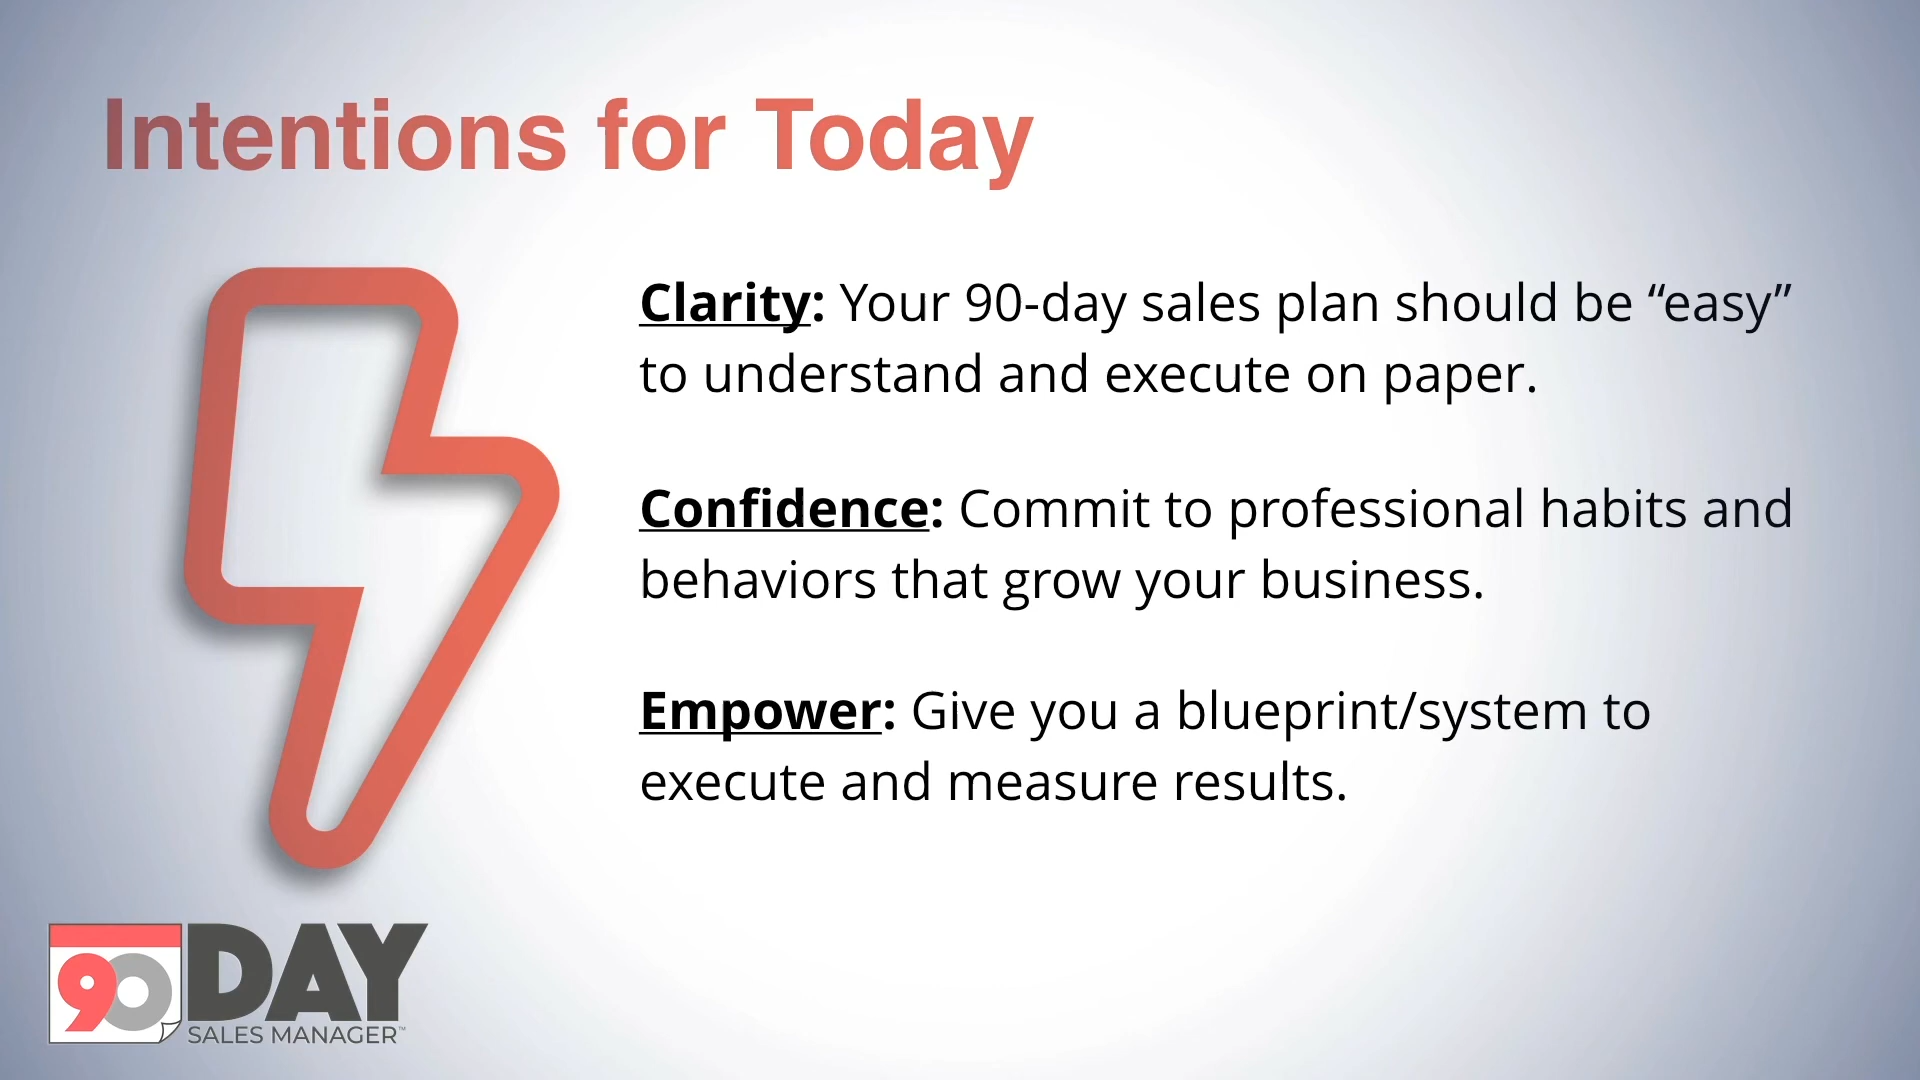 Intentions for Today
Clarity: Your 90-day sales plan should be “easy”
to understand and execute on paper.
Confidence: Commit to professional habits and
behaviors that grow your business.
Empower: Give you a blueprint/system to
execute and measure results.
90 DAY
SALES MANAGER™